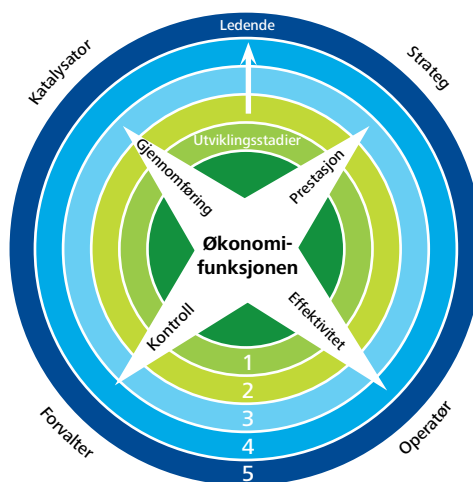 Ledende
Katalysator
Strateg
Utviklingsstadier
Gjennomføring
Prestasjon
Økonomi-
funksjonen
Kontroll
Effektivitet
1
2
3
4
5
Forvalter
Operatør